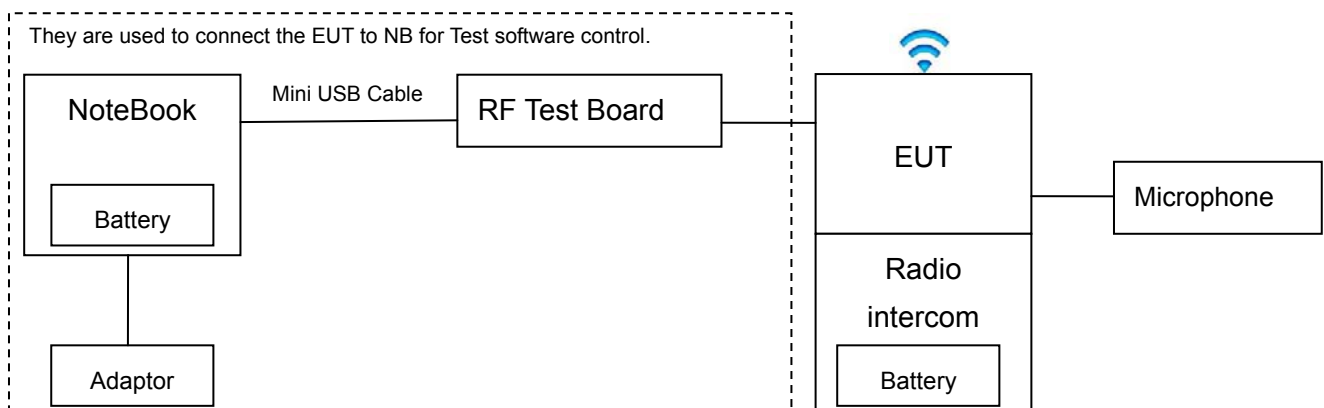 They are used to connect the EUT to NB for Test software control.
NoteBook
Mini USB Cable
RF Test Board
EUT
Microphone
Battery
Radio
intercom
Adaptor
Battery